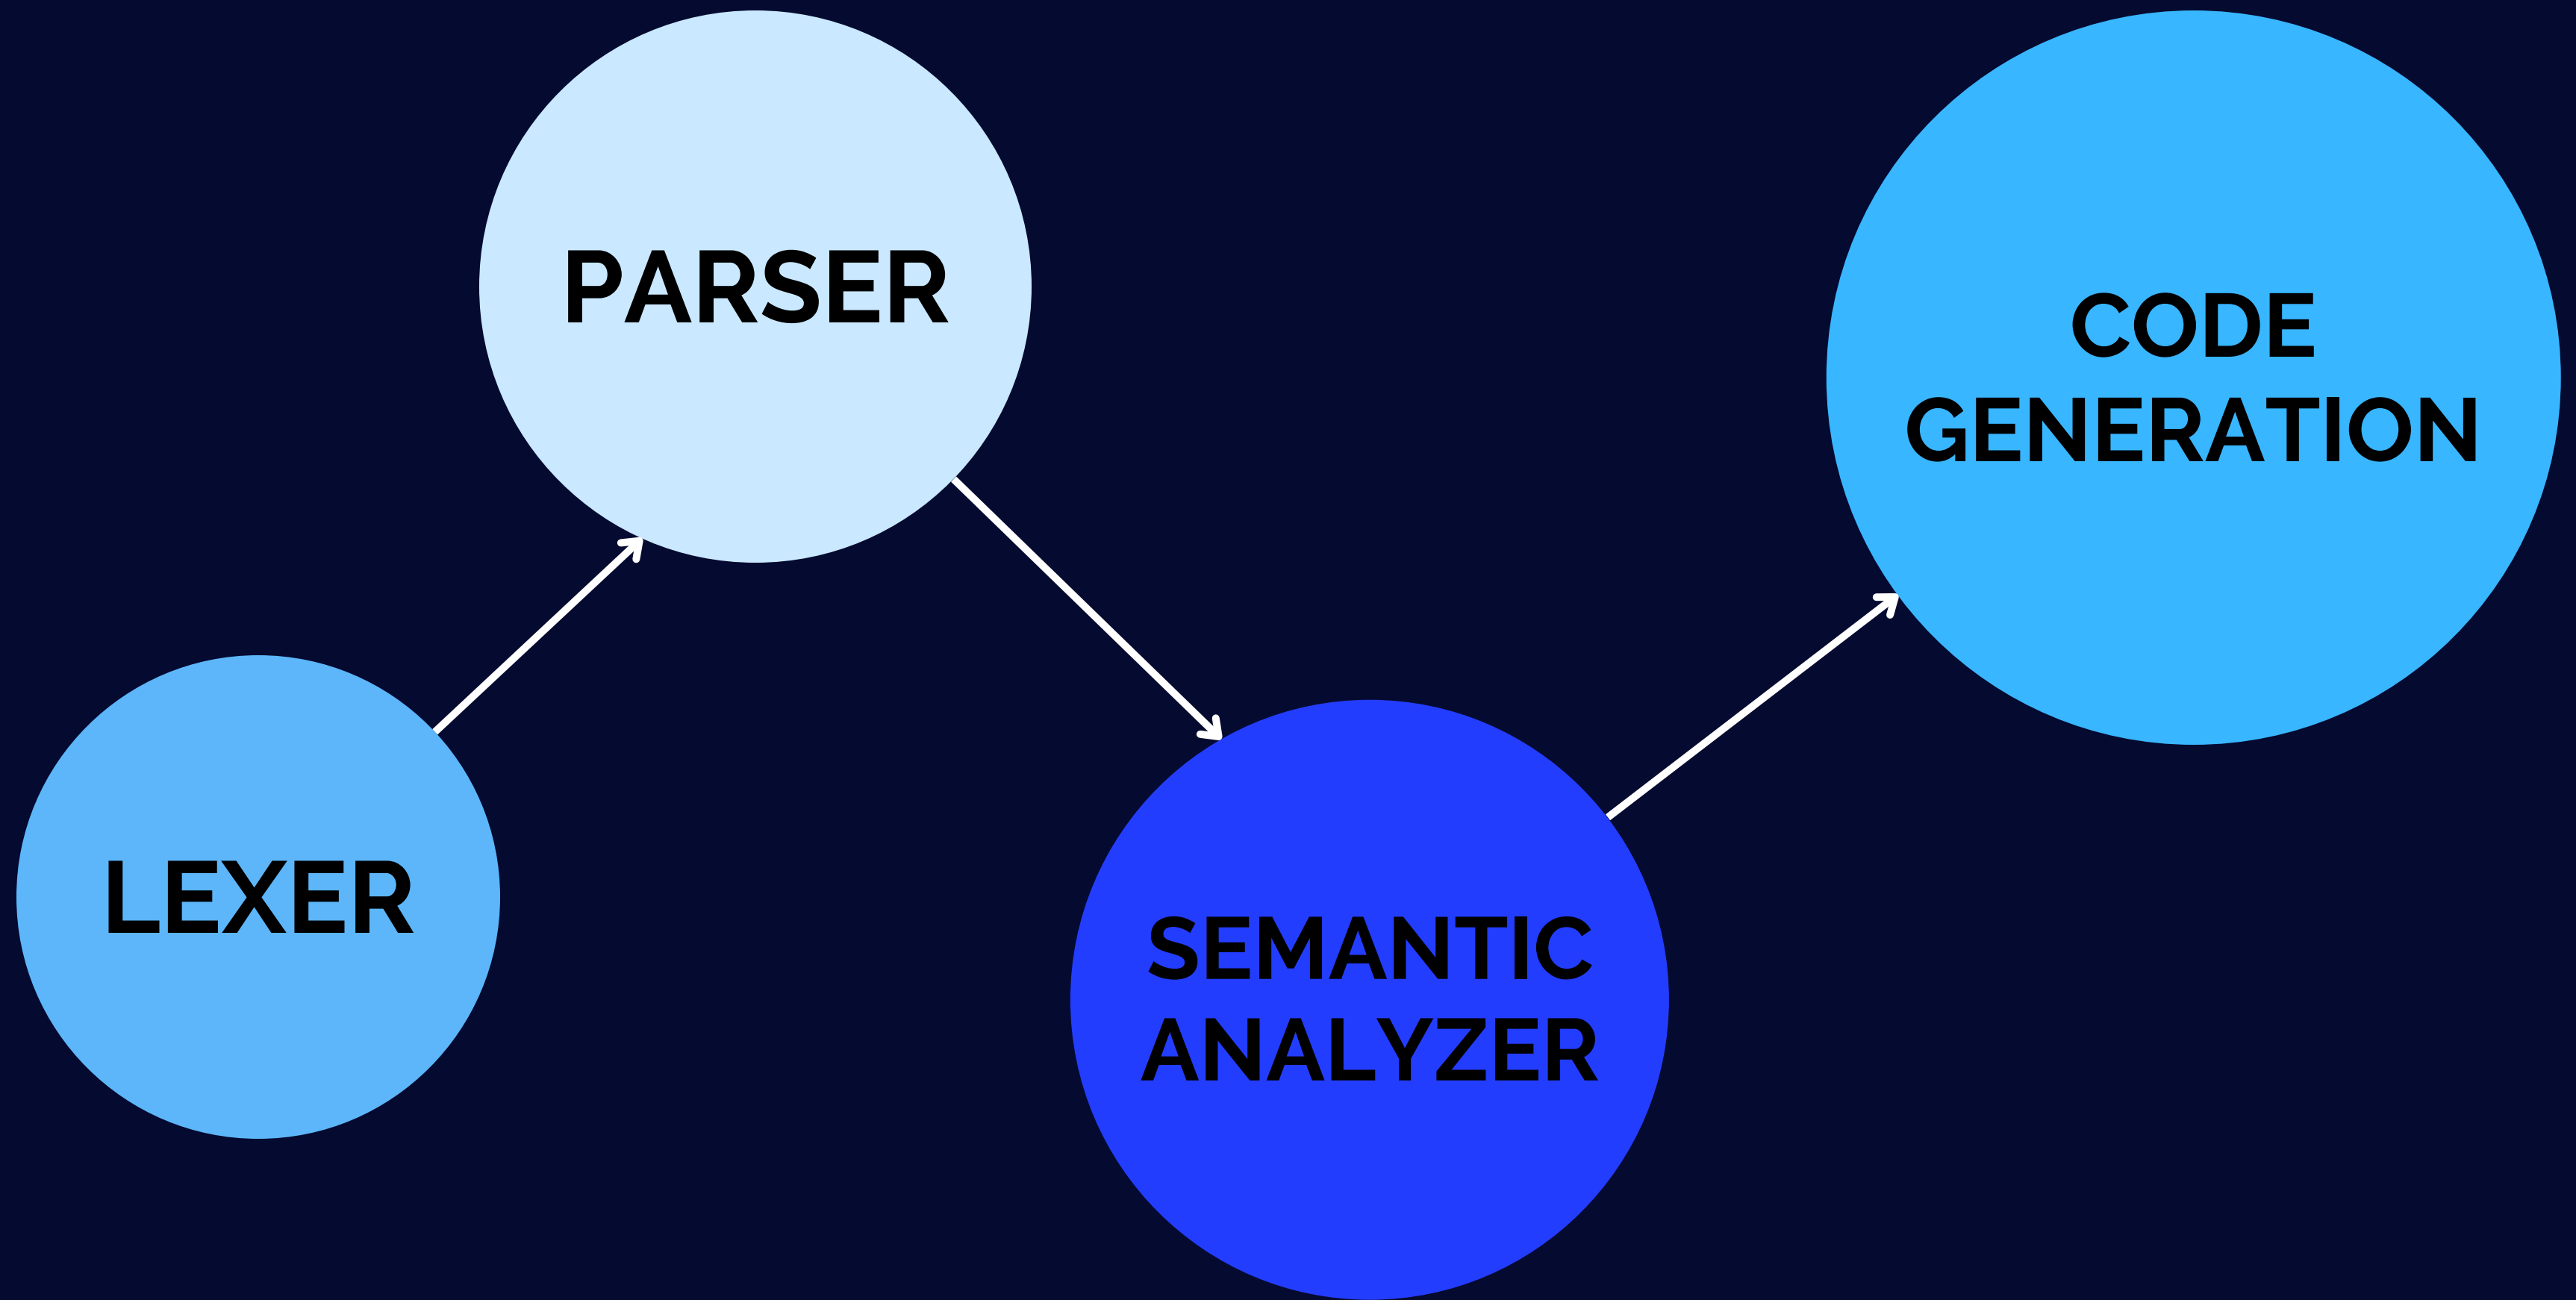 LEXER
PARSER
SEMANTIC
ANALYZER
CODE
GENERATION